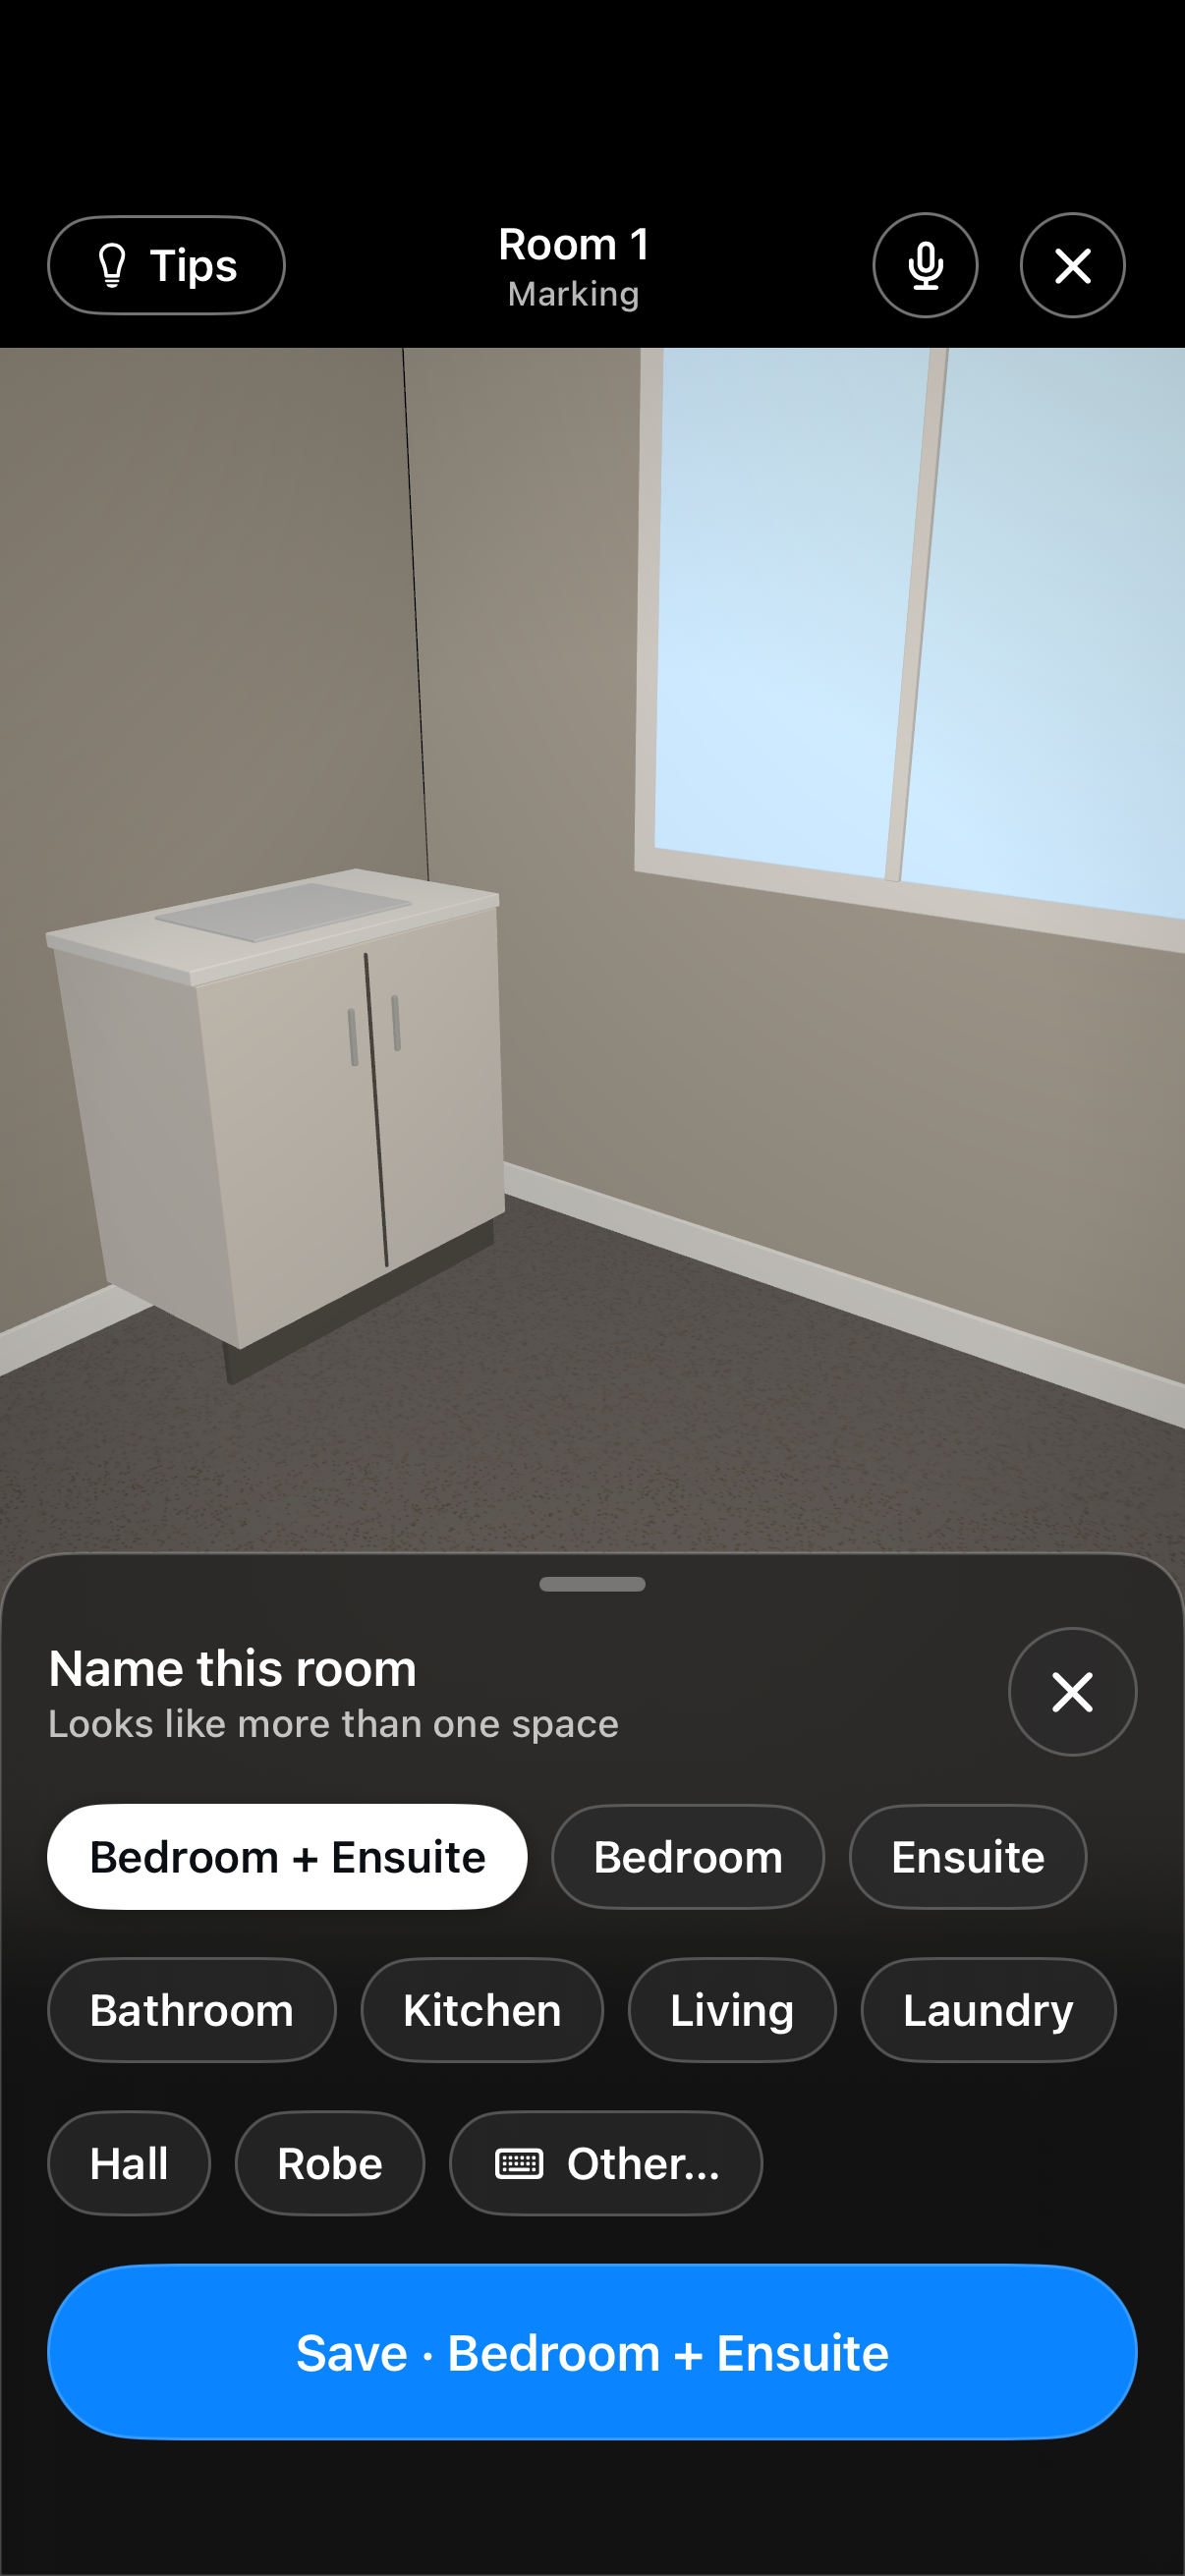 Tips
Room 1
Marking
Name this room
Looks like more than one space
Bedroom + Ensuite
Bedroom
Ensuite
Bathroom
Kitchen
Living
Laundry
Hall
Robe
Other...
Save · Bedroom + Ensuite